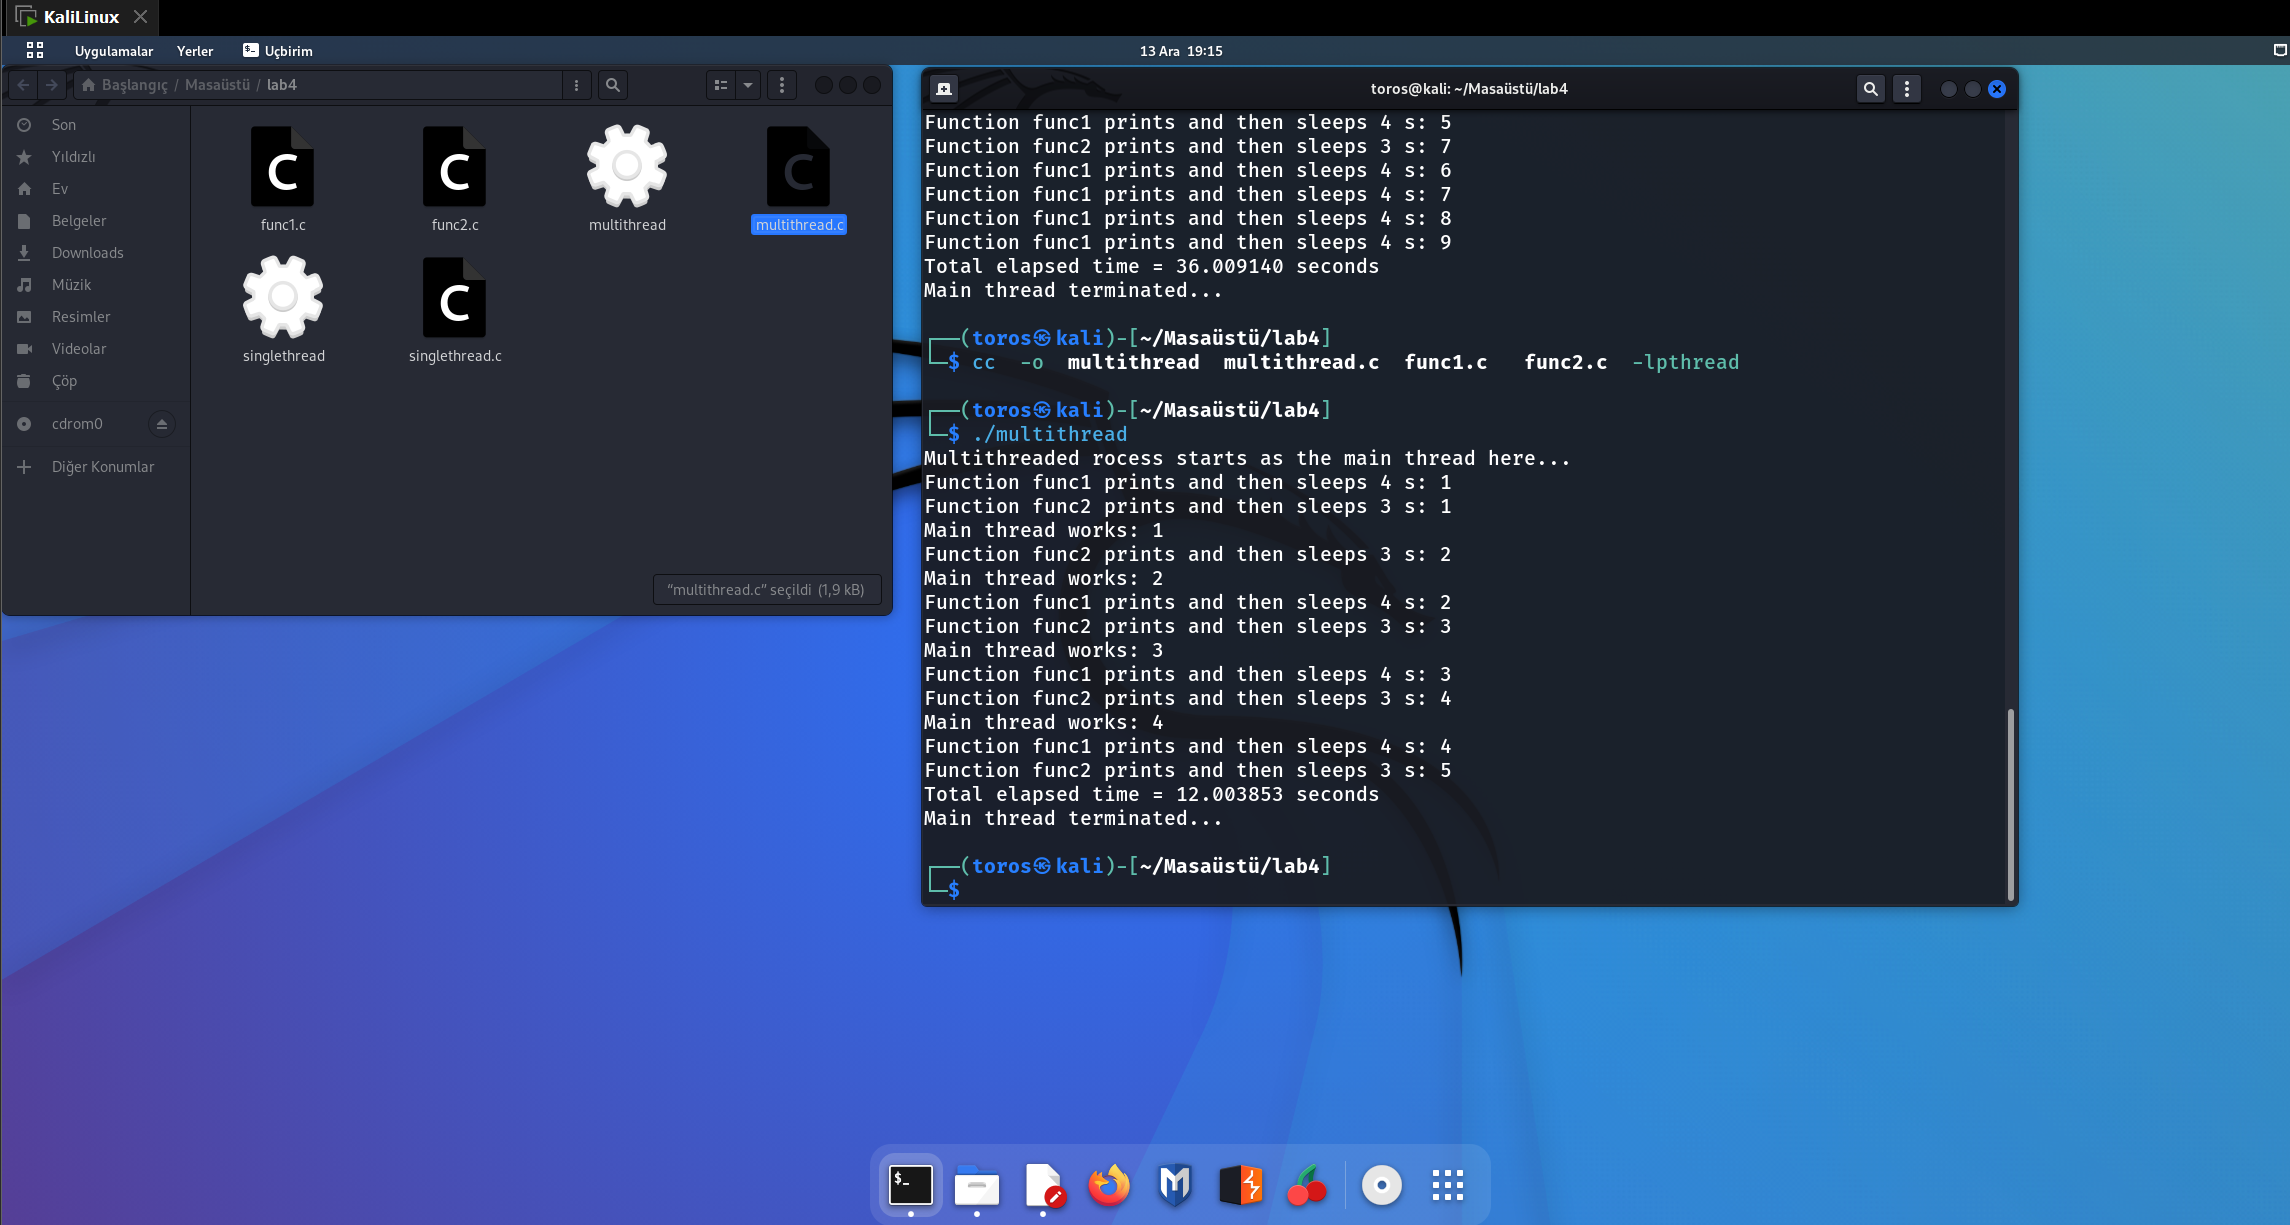 KaliLinux
Uygulamalar Yerler Uçbirim 13 Ara 19:15
Başlangıç / Masaüstü / lab4
Son
Yıldızlı
Ev
Belgeler
Downloads
Müzik
Resimler
Videolar
Çöp
cdrom0
Diğer Konumlar
C C C
func1.c func2.c multithread multithread.c
C
singlethread singlethread.c
“multithread.c” seçildi (1,9 kB)
toros@kali: ~/Masaüstü/lab4
Function func1 prints and then sleeps 4 s: 5
Function func2 prints and then sleeps 3 s: 7
Function func1 prints and then sleeps 4 s: 6
Function func1 prints and then sleeps 4 s: 7
Function func1 prints and then sleeps 4 s: 8
Function func1 prints and then sleeps 4 s: 9
Total elapsed time = 36.009140 seconds
Main thread terminated...
┌──(toros㉿kali)-[~/Masaüstü/lab4]
└─$ cc  -o  multithread  multithread.c  func1.c   func2.c  -lpthread
┌──(toros㉿kali)-[~/Masaüstü/lab4]
└─$ ./multithread
Multithreaded rocess starts as the main thread here...
Function func1 prints and then sleeps 4 s: 1
Function func2 prints and then sleeps 3 s: 1
Main thread works: 1
Function func2 prints and then sleeps 3 s: 2
Main thread works: 2
Function func1 prints and then sleeps 4 s: 2
Function func2 prints and then sleeps 3 s: 3
Main thread works: 3
Function func1 prints and then sleeps 4 s: 3
Function func2 prints and then sleeps 3 s: 4
Main thread works: 4
Function func1 prints and then sleeps 4 s: 4
Function func2 prints and then sleeps 3 s: 5
Total elapsed time = 12.003853 seconds
Main thread terminated...
┌──(toros㉿kali)-[~/Masaüstü/lab4]
└─$
$_